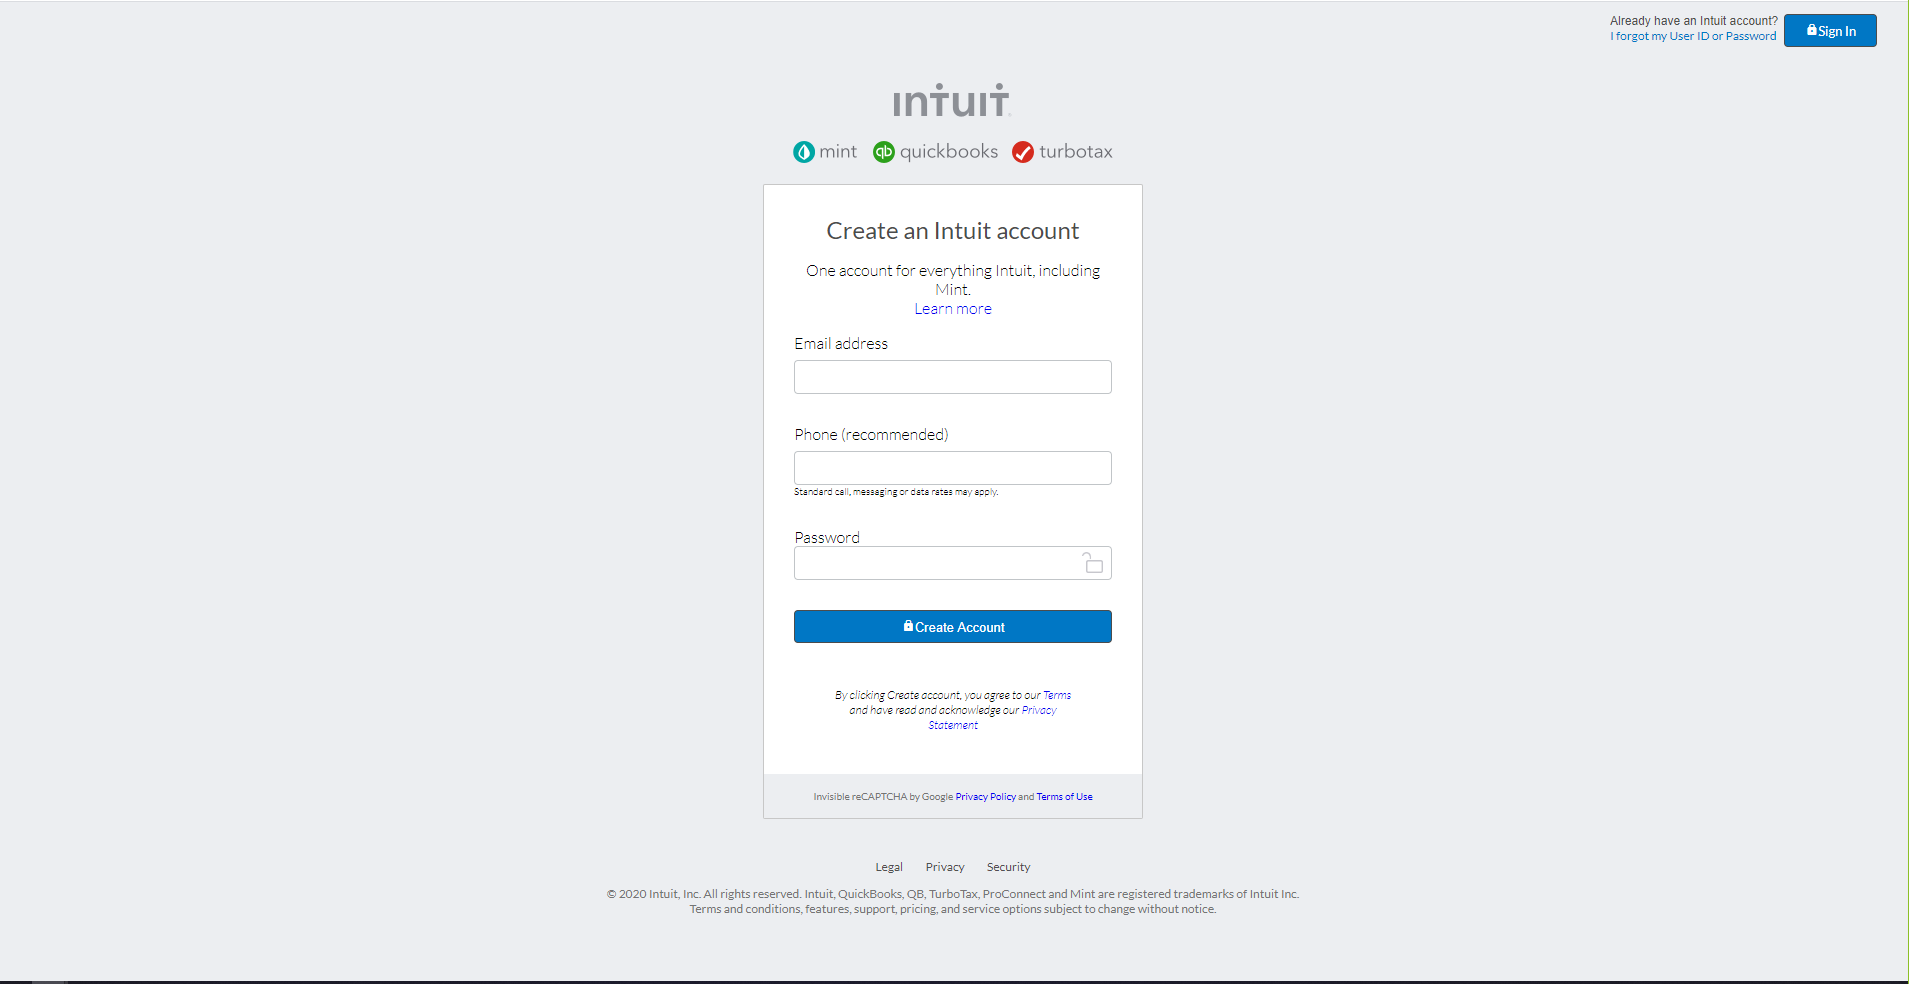 Already have an Intuit account?
I forgot my User ID or Password
Sign In
intuit
mint quickbooks turbotax
Create an Intuit account
One account for everything Intuit, including
Mint.
Learn more
Email address
Phone (recommended)
Standard call, messaging or data rates may apply.
Password
Create Account
By clicking Create account, you agree to our Terms
and have read and acknowledge our Privacy
Statement
Invisible reCAPTCHA by Google Privacy Policy and Terms of Use
Legal Privacy Security
© 2020 Intuit, Inc. All rights reserved. Intuit, QuickBooks, QB, TurboTax, ProConnect and Mint are registered trademarks of Intuit Inc.
Terms and conditions, features, support, pricing, and service options subject to change without notice.